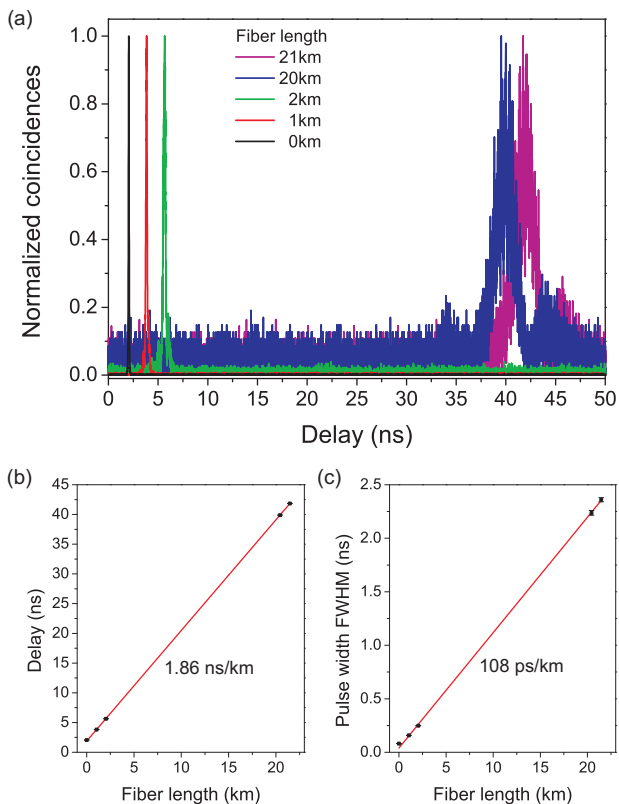 (a)
Fiber length
21km
20km
2km
1km
0km
Normalized coincidences
1.0
0.8
0.6
0.4
0.2
0.0
0 5 10 15 20 25 30 35 40 45 50
Delay (ns)
(b)
Delay (ns)
45
40
35
30
25
20
15
10
5
0
1.86 ns/km
0 5 10 15 20
Fiber length (km)
(c)
Pulse width FWHM (ns)
2.5
2.0
1.5
1.0
0.5
0.0
108 ps/km
0 5 10 15 20
Fiber length (km)